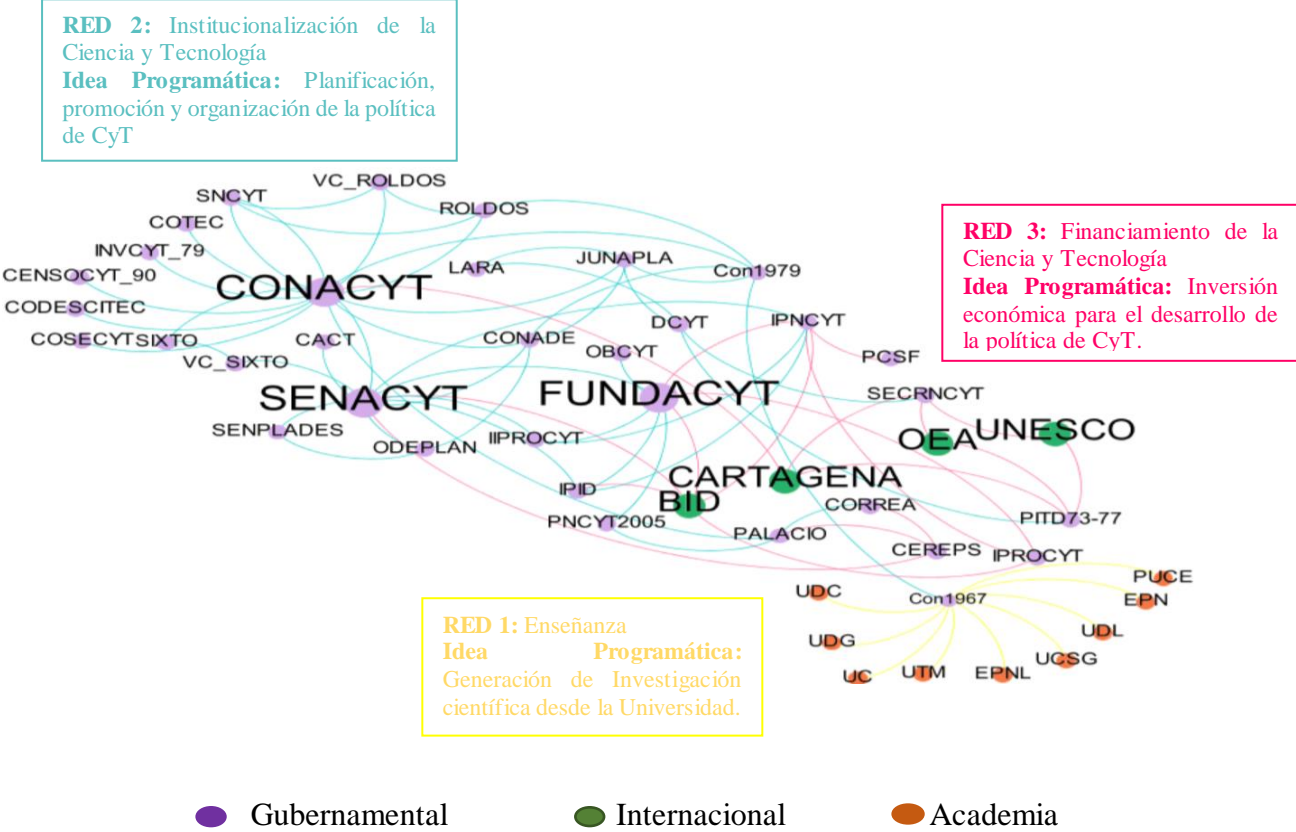 RED 2: Institucionalización de la
Ciencia y Tecnología
Idea Programática: Planificación,
promoción y organización de la política
de CyT
VC_ROLDOS
SNCYT
ROLDOS
COTEC
INVCYT_79
CENSOCYT_90
CONACYT
LARA
JUNAPLA
Con1979
RED 3: Financiamiento de la
Ciencia y Tecnología
Idea Programática: Inversión
económica para el desarrollo de
la política de CyT.
CODESCITEC
COSECYT
SIXTO
CACT
CONADE
DCYT
IPNCYT
VC_SIXTO
OBCYT
PCSF
SENACYT
FUNDACYT
SECRNCYT
SENPLADES
ODEPLAN
IIPROCYT
OEA
UNESCO
IPID
CARTAGENA
BID
CORREA
PNCYT2005
PALACIO
PITD73-77
CEREPS
IPROCYT
PUCE
UDC
Con1967
EPN
UDG
UDL
UC
UTM
EPNL
UCSG
RED 1: Enseñanza
Idea Programática:
Generación de Investigación
científica desde la Universidad.
Gubernamental
Internacional
Academia